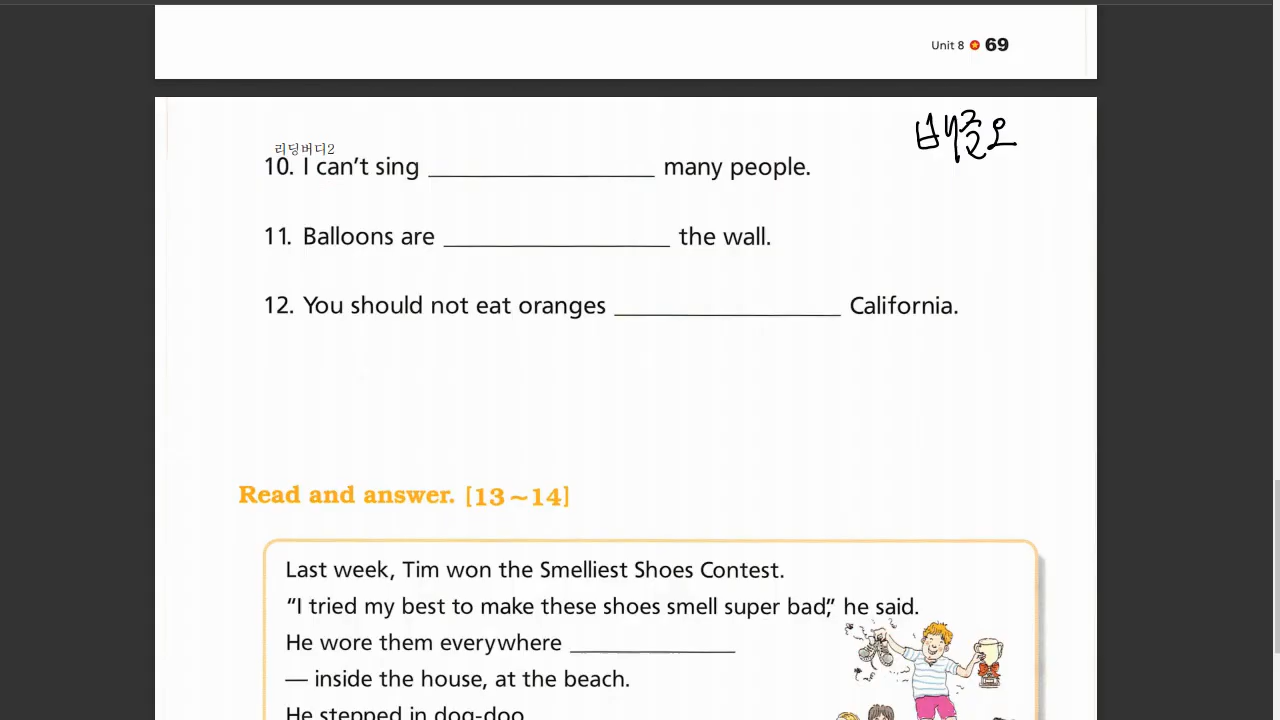 Unit 8 69
배줄오
리딩버디2
10. I can't sing ____________ many people.
11. Balloons are ____________ the wall.
12. You should not eat oranges ____________ California.
Read and answer. [13~14]
Last week, Tim won the Smelliest Shoes Contest.
“I tried my best to make these shoes smell super bad,” he said.
He wore them everywhere ____________
— inside the house, at the beach.
He stepped in dog-doo